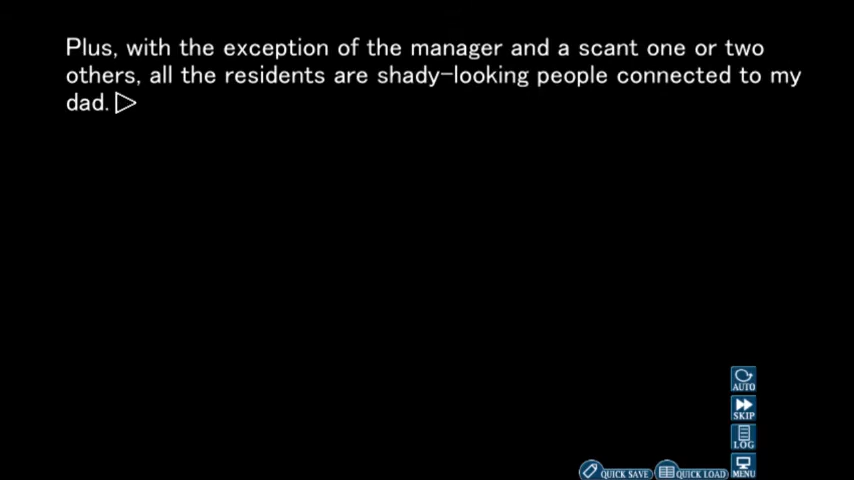 Plus, with the exception of the manager and a scant one or two
others, all the residents are shady-looking people connected to my
dad.
AUTO
SKIP
LOG
MENU
QUICK SAVE
QUICK LOAD